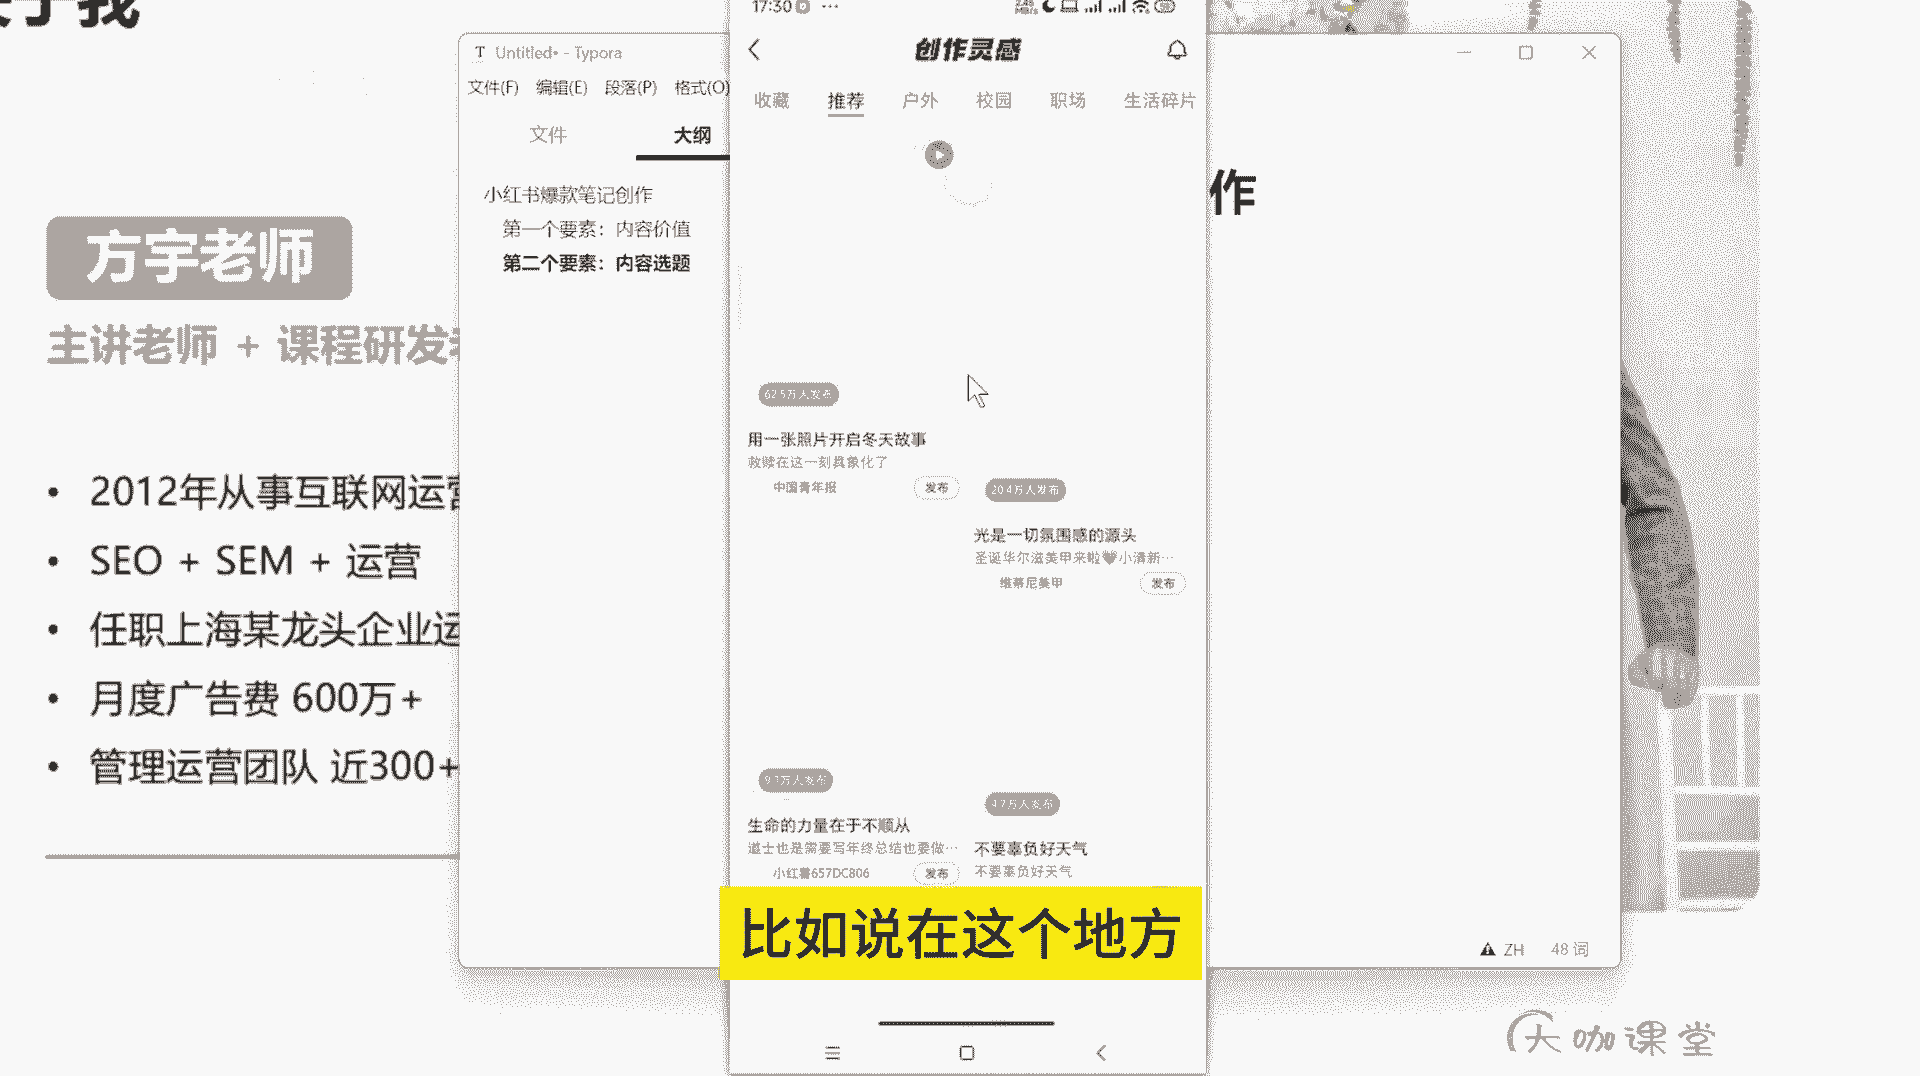 关于我
方宇老师
主讲老师 + 课程研发
• 2012年从事互联网运营
• SEO + SEM + 运营
• 任职上海某龙头企业运
• 月度广告费 600万+
• 管理运营团队 近300+
Untitled• - Typora
文件(F) 编辑(E) 段落(P) 格式(O)
文件 大纲
小红书爆款笔记创作
第一个要素：内容价值
第二个要素：内容选题
作
17:30
创作灵感
收藏 推荐 户外 校园 职场 生活碎片
62.5万人发布
用一张照片开启冬天故事
救赎在这一刻具象化了
中国青年报 发布
20.4万人发布
光是一切氛围感的源头
圣诞华尔滋美甲来啦🖤小清新…
维蒂尼美甲 发布
生命的力量在于不顺从
道士也是需要写年终总结也要做…
小红薯657DC806 发布
4.7万人发布
不要辜负好天气
不要辜负好天气
比如说在这个地方
ZH 48 词
大咖课堂